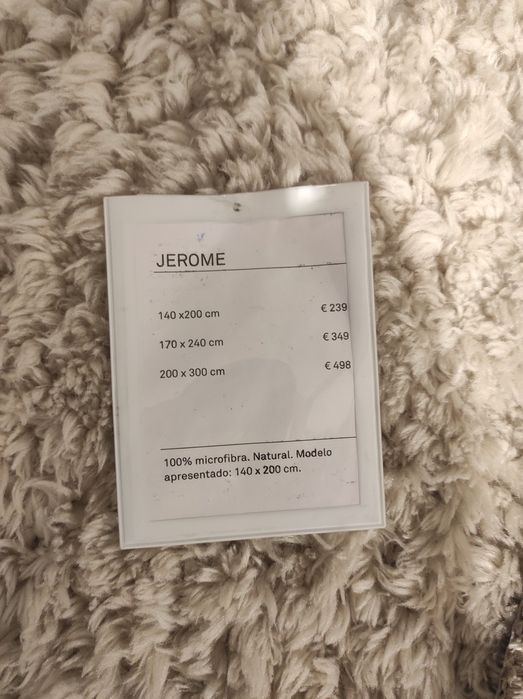 JEROME
140 x200 cm € 239
170 x 240 cm € 349
200 x 300 cm € 498
100% microfibra. Natural. Modelo
apresentado: 140 x 200 cm.